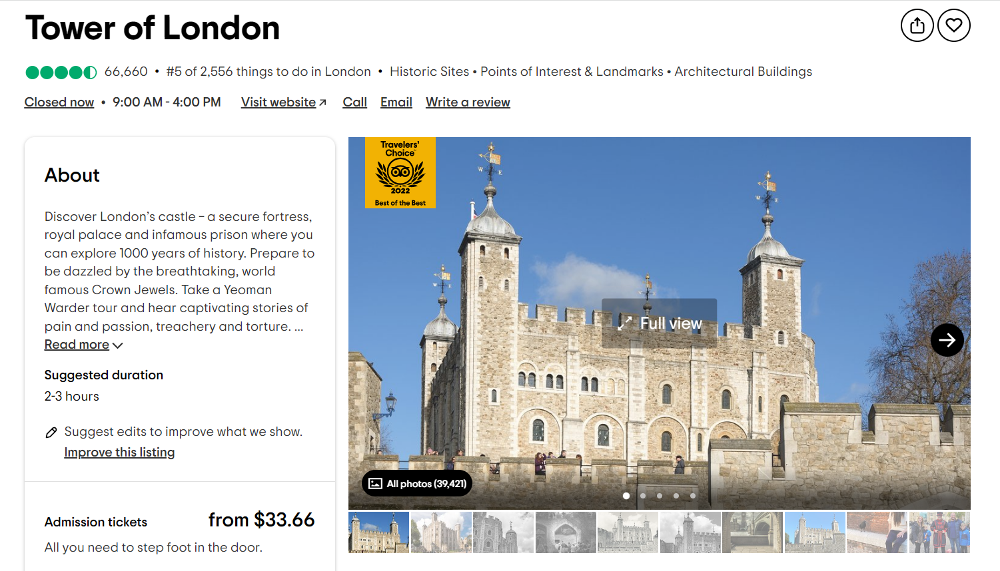 Tower of London
66,660 • #5 of 2,556 things to do in London • Historic Sites • Points of Interest & Landmarks • Architectural Buildings
Closed now • 9:00 AM - 4:00 PM Visit website Call Email Write a review
About
Discover London’s castle – a secure fortress,
royal palace and infamous prison where you
can explore 1000 years of history. Prepare to
be dazzled by the breathtaking, world
famous Crown Jewels. Take a Yeoman
Warder tour and hear captivating stories of
pain and passion, treachery and torture. ...
Read more
Suggested duration
2-3 hours
Suggest edits to improve what we show.
Improve this listing
Admission tickets from $33.66
All you need to step foot in the door.
Travelers’
Choice
2022
Best of the Best
W E
W E
W E
Full view
All photos (39,421)